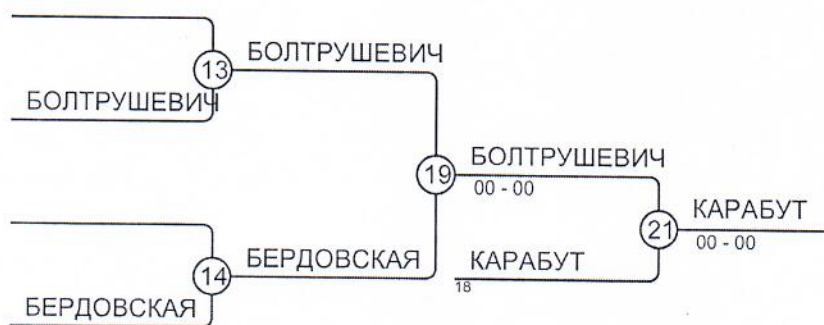 БОЛТРУШЕВИЧ
13
БОЛТРУШЕВИЧ
БОЛТРУШЕВИЧ
19
00 - 00
КАРАБУТ
21
00 - 00
КАРАБУТ
18
БЕРДОВСКАЯ
14
БЕРДОВСКАЯ